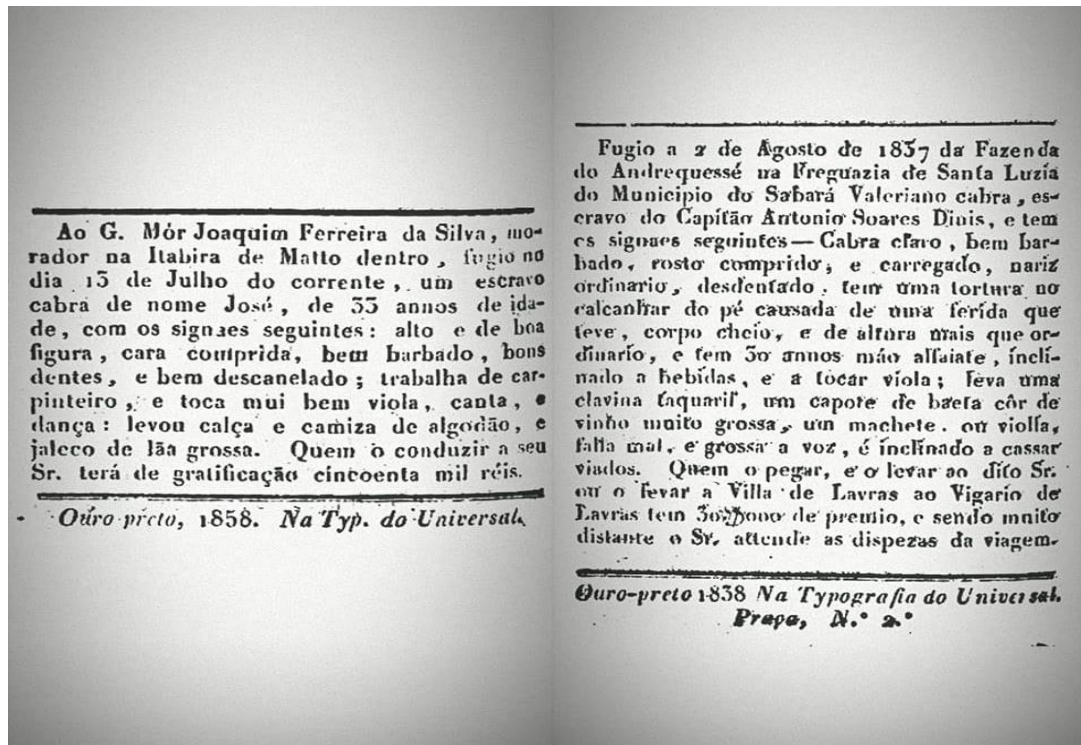 Ao G. Mór Joaquim Ferreira da Silva, mo-
rador na Itabira de Matto dentro, fugio no
dia 13 de Julho do corrente, um escravo
cabra de nome José, de 33 annos de ida-
de, com os signaes seguintes: alto e de boa
figura, cara comprida, bem barbado, bons
dentes, e bem descanelado; trabalha de car-
pinteiro, e toca mui bem viola, canta, e
dança: levou calça e camiza de algodão, e
jaleco de lãa grossa. Quem o conduzir a seu
Sr. terá de gratificação cincoenta mil réis.
Ouro preto, 1838. Na Typ. do Universal.
Fugio a 2 de Agosto de 1837 da Fazenda
do Andrequessé na Freguazia de Santa Luzia
do Municipio do Sabará Valeriano cabra, es-
cravo do Capitão Antonio Soares Dinis, e tem
os signaes seguintes — Cabra claro, bem bar-
bado, rosto comprido, e carregado, nariz
ordinario, desdentado, tem uma tortura no
calcanhar do pé causada de uma ferida que
teve, corpo cheio, e de altura mais que or-
dinario, e tem 30 annos máo alfaiate, incli-
nado a bebidas, e a tocar viola; leva uma
clavina taquaril, um capote de baeta côr de
vinho muito grossa, um machete. ou violla,
falla mal, e grossa a voz, é inclinado a cassar
viados. Quem o pegar, e o levar ao dito Sr.
ou o levar a Villa de Lavras ao Vigario de
Lavras tem 30$000 de premio, e sendo muito
distante o Sr. attende as dispezas da viagem.
Ouro-preto 1838 Na Typografia do Universal.
Praça, N.º 2.º